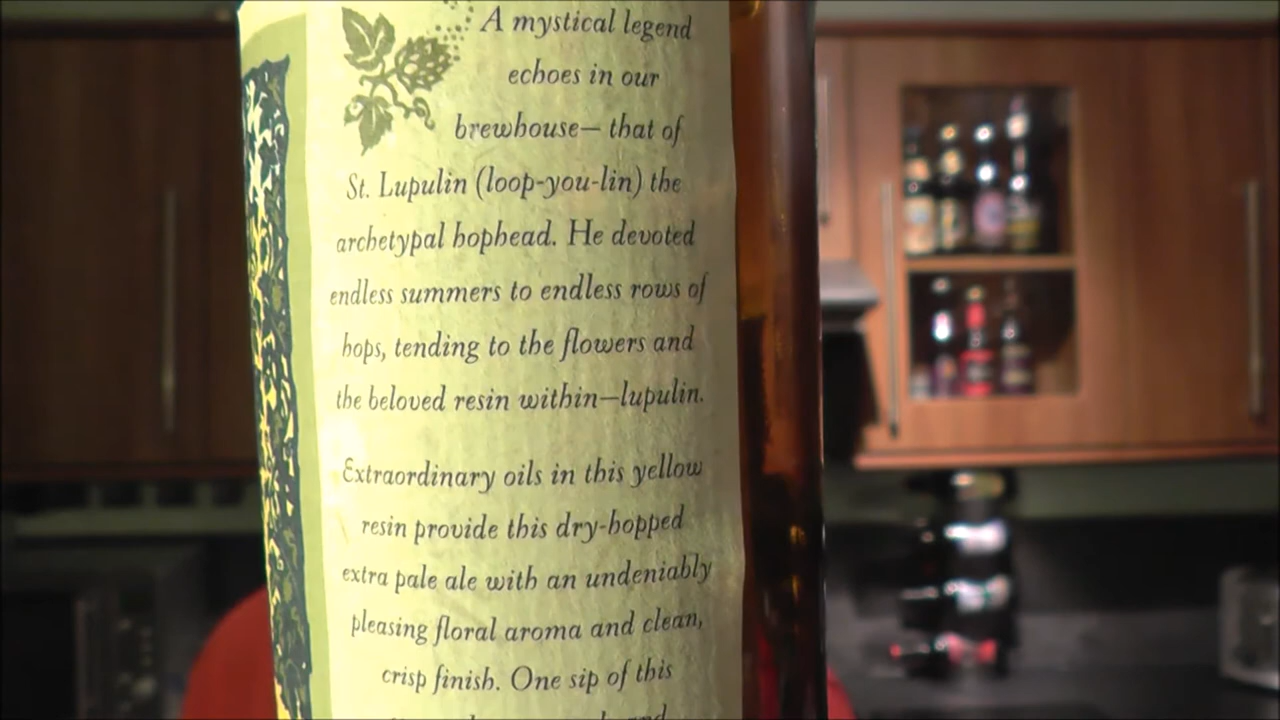 A mystical legend
echoes in our
brewhouse— that of
St. Lupulin (loop-you-lin) the
archetypal hophead. He devoted
endless summers to endless rows of
hops, tending to the flowers and
the beloved resin within—lupulin.
Extraordinary oils in this yellow
resin provide this dry-hopped
extra pale ale with an undeniably
pleasing floral aroma and clean,
crisp finish. One sip of this